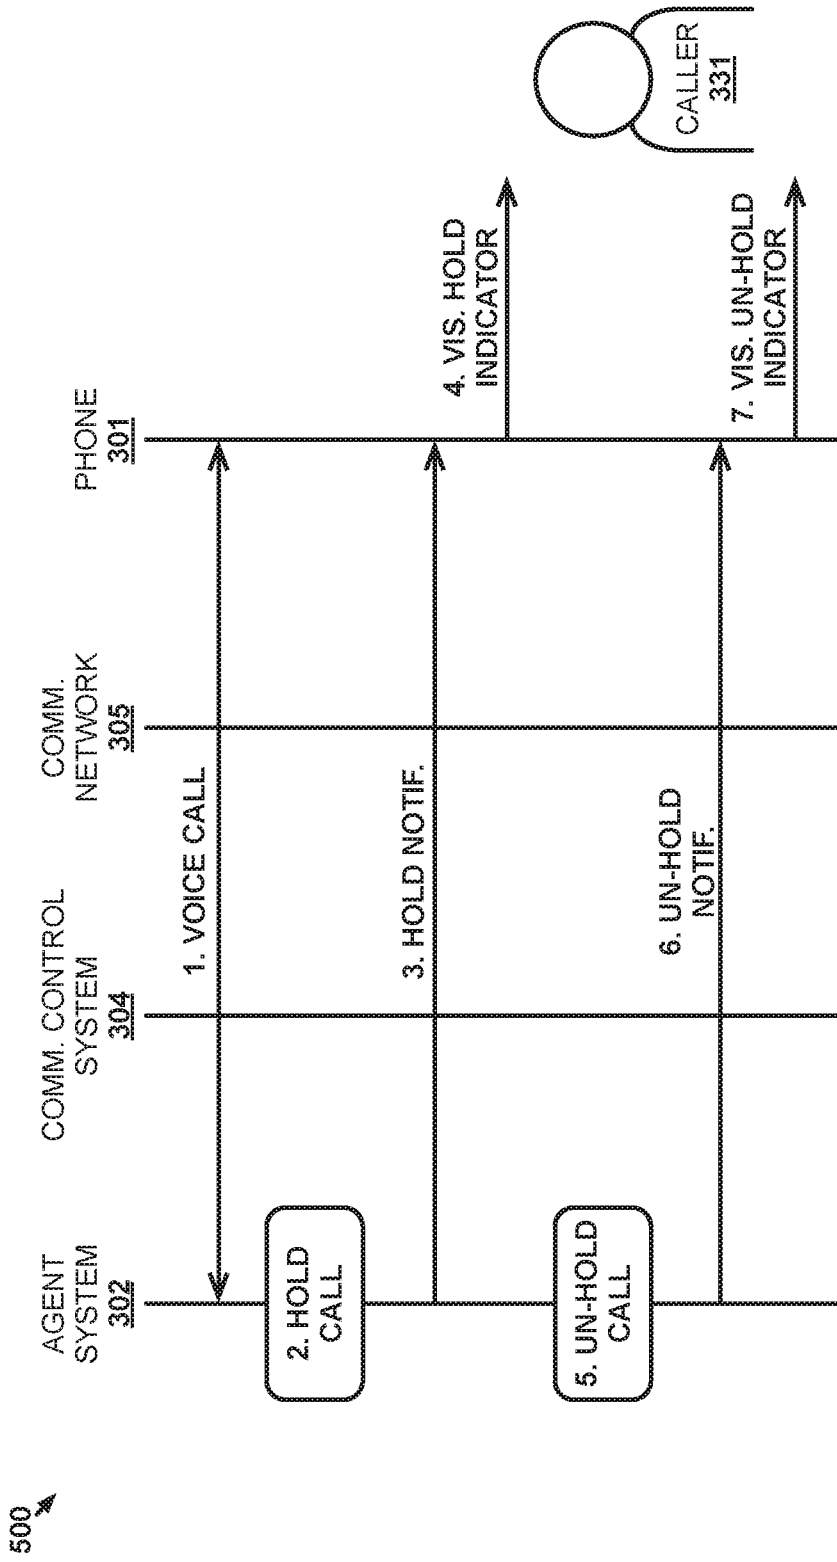 500
AGENT
SYSTEM
302
COMM. CONTROL
SYSTEM
304
COMM.
NETWORK
305
PHONE
301
1. VOICE CALL
2. HOLD
CALL
3. HOLD NOTIF.
4. VIS. HOLD
INDICATOR
CALLER
331
5. UN-HOLD
CALL
6. UN-HOLD
NOTIF.
7. VIS. UN-HOLD
INDICATOR